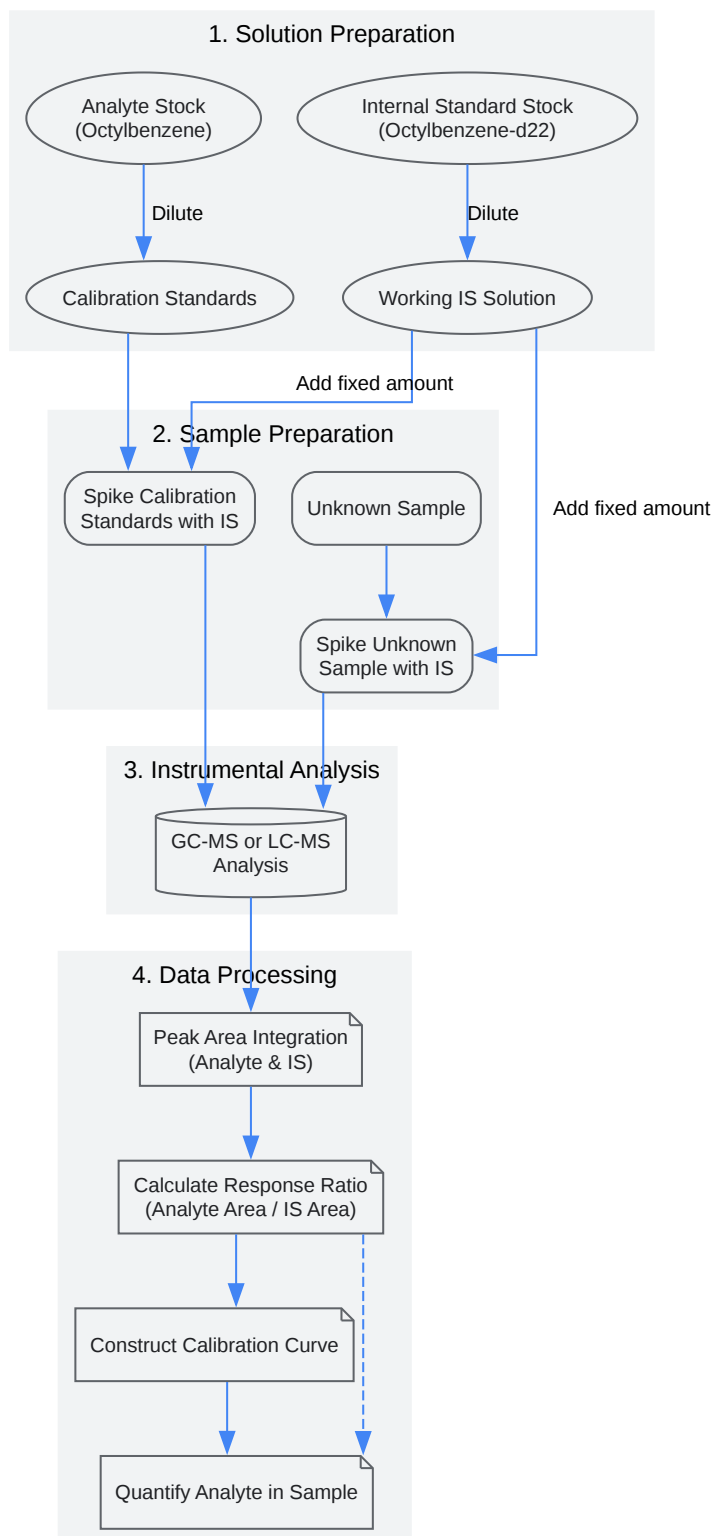 1. Solution Preparation
Analyte Stock
(Octylbenzene)
Internal Standard Stock
(Octylbenzene-d22)
Dilute
Dilute
Calibration Standards
Working IS Solution
Add fixed amount
2. Sample Preparation
Spike Calibration
Standards with IS
Unknown Sample
Add fixed amount
Spike Unknown
Sample with IS
3. Instrumental Analysis
GC-MS or LC-MS
Analysis
4. Data Processing
Peak Area Integration
(Analyte & IS)
Calculate Response Ratio
(Analyte Area / IS Area)
Construct Calibration Curve
Quantify Analyte in Sample